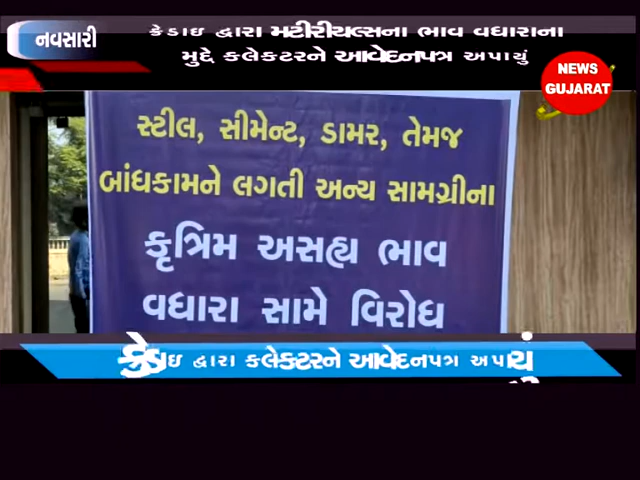 નવસારી
ક્રેડાઇ દ્વારા મટીરીયલ્સના ભાવ વધારાના
મુદ્દે કલેકટરને આવેદનપત્ર અપાયું
NEWS
GUJARAT
સ્ટીલ, સીમેન્ટ, ડામર, તેમજ
બાંધકામને લગતી અન્ય સામગ્રીના
કૃત્રિમ અસહ્ય ભાવ
વધારા સામે વિરોધ
ક્રેડાઇ દ્વારા કલેક્ટરને આવેદનપત્ર અપાયું